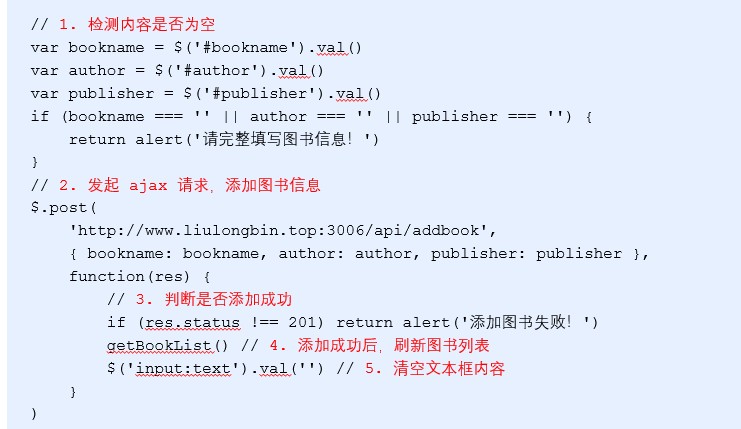 // 1. 检测内容是否为空
var bookname = $('#bookname').val()
var author = $('#author').val()
var publisher = $('#publisher').val()
if (bookname === '' || author === '' || publisher === '') {
    return alert('请完整填写图书信息！')
}
// 2. 发起 ajax 请求，添加图书信息
$.post(
    'http://www.liulongbin.top:3006/api/addbook',
    { bookname: bookname, author: author, publisher: publisher },
    function(res) {
        // 3. 判断是否添加成功
        if (res.status !== 201) return alert('添加图书失败！')
        getBookList() // 4. 添加成功后，刷新图书列表
        $('input:text').val('') // 5. 清空文本框内容
    }
)